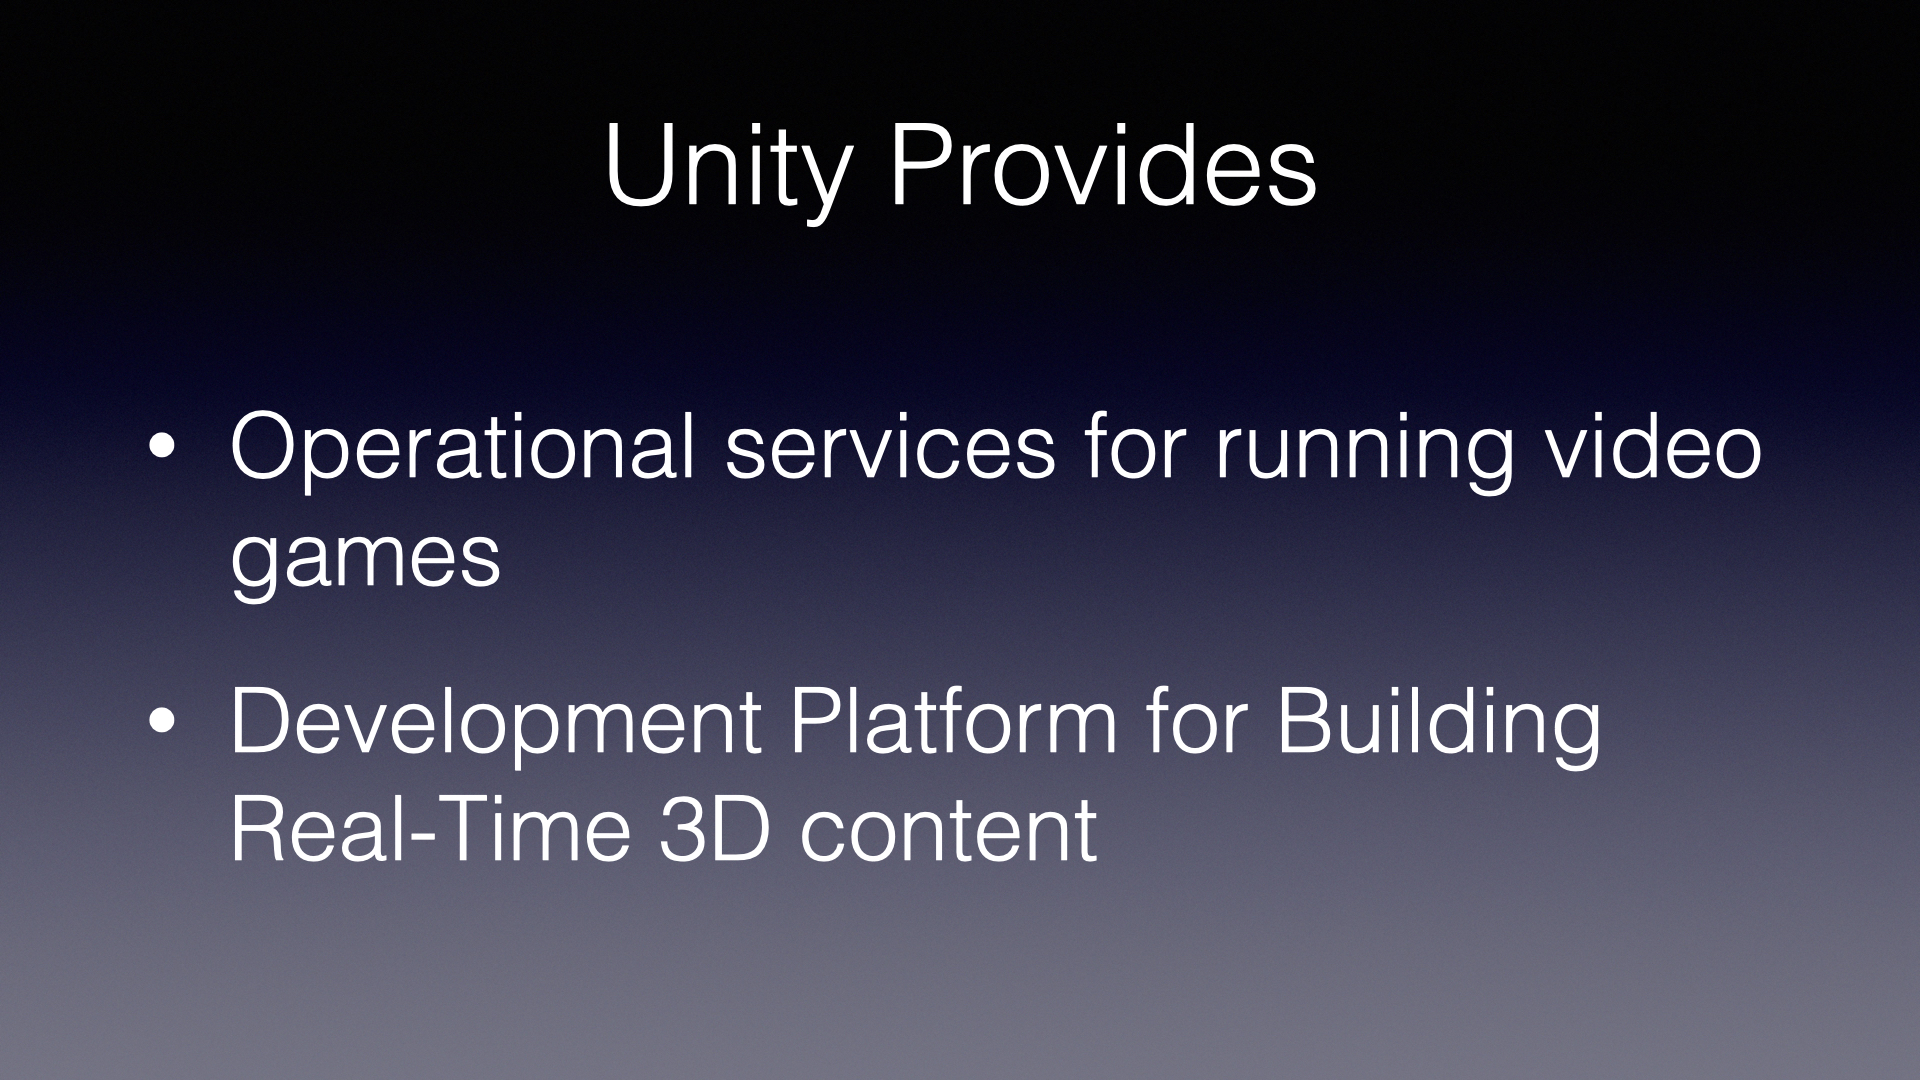 Unity Provides
• Operational services for running video
games
• Development Platform for Building
Real-Time 3D content